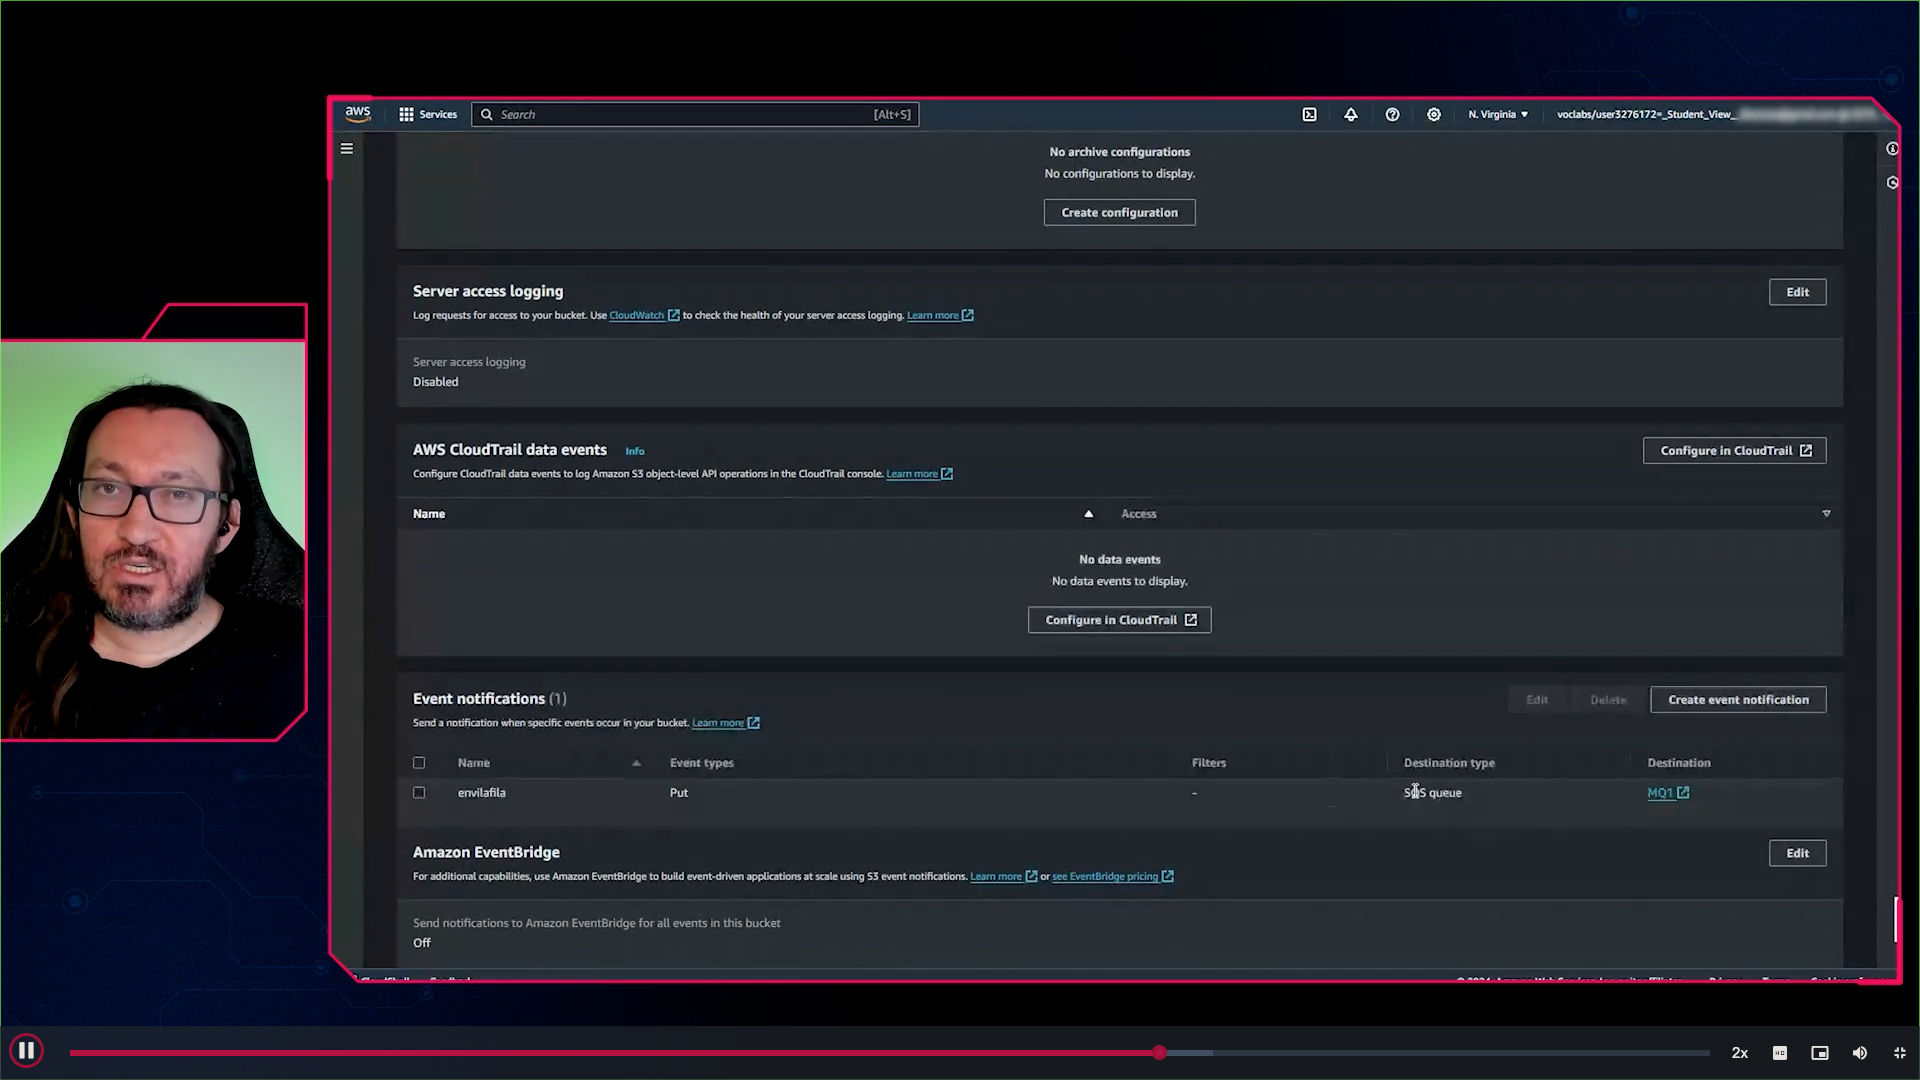 aws
Services
Search
[Alt+S]
N. Virginia
voclabs/user3276172=_Student_View_
No archive configurations
No configurations to display.
Create configuration
Server access logging
Edit
Log requests for access to your bucket. Use CloudWatch to check the health of your server access logging. Learn more
Server access logging
Disabled
AWS CloudTrail data events
Info
Configure in CloudTrail
Configure CloudTrail data events to log Amazon S3 object-level API operations in the CloudTrail console. Learn more
Name
Access
No data events
No data events to display.
Configure in CloudTrail
Event notifications (1)
Edit
Delete
Create event notification
Send a notification when specific events occur in your bucket. Learn more
Name
Event types
Filters
Destination type
Destination
envilafila
Put
-
SQS queue
MQ1
Amazon EventBridge
Edit
For additional capabilities, use Amazon EventBridge to build event-driven applications at scale using S3 event notifications. Learn more or see EventBridge pricing
Send notifications to Amazon EventBridge for all events in this bucket
Off
2x